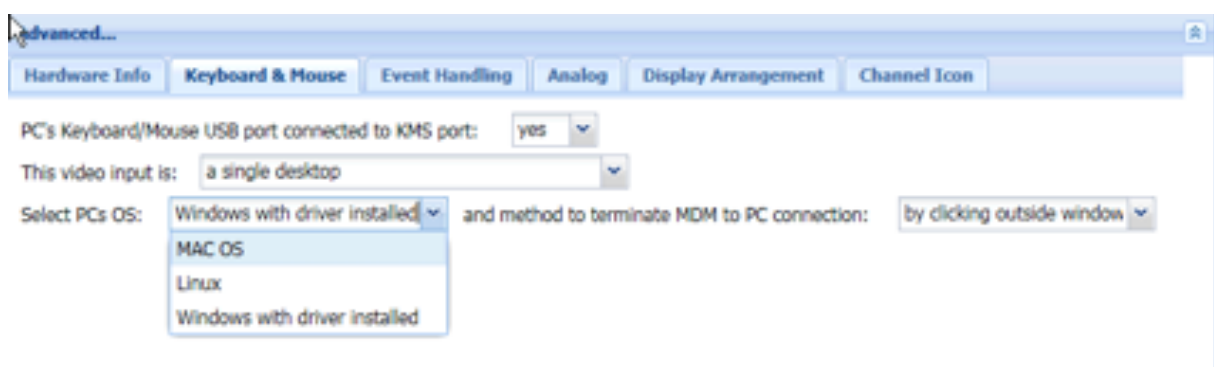 Advanced...
Hardware Info Keyboard & Mouse Event Handling Analog Display Arrangement Channel Icon
PC's Keyboard/Mouse USB port connected to KMS port: yes
This video input is: a single desktop
Select PCs OS: Windows with driver installed and method to terminate MDM to PC connection: by clicking outside window
MAC OS
Linux
Windows with driver installed